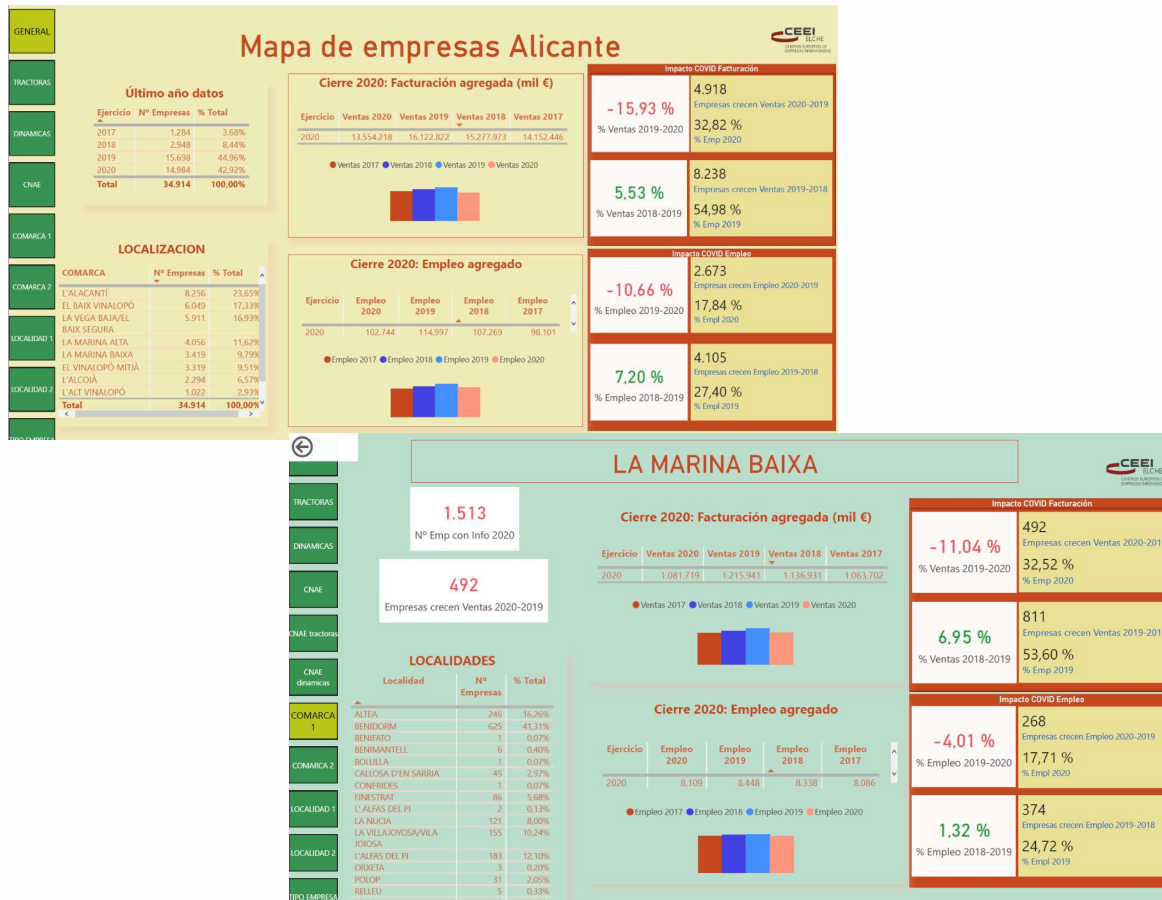 GENERAL
TRACTORAS
DINAMICAS
CNAE
COMARCA 1
COMARCA 2
LOCALIDAD 1
LOCALIDAD 2
TIPO EMPRESA
Mapa de empresas Alicante
CEEI
ELCHE
Último año datos
Ejercicio Nº Empresas % Total
2017 1.284 3,68%
2018 2.948 8,44%
2019 15.698 44,96%
2020 14.984 42,92%
Total 34.914 100,00%
LOCALIZACION
COMARCA Nº Empresas % Total
L'ALACANTÍ 8.256 23,65%
EL BAIX VINALOPÓ 6.049 17,33%
LA VEGA BAJA/EL 5.911 16,93%
BAIX SEGURA
LA MARINA ALTA 4.056 11,62%
LA MARINA BAIXA 3.419 9,79%
EL VINALOPÓ MITJÀ 3.319 9,51%
L'ALCOIÀ 2.294 6,57%
L'ALT VINALOPÓ 1.022 2,93%
Total 34.914 100,00%
Cierre 2020: Facturación agregada (mil €)
Ejercicio Ventas 2020 Ventas 2019 Ventas 2018 Ventas 2017
2020 13.554.218 16.122.822 15.277.973 14.152.446
Ventas 2017 Ventas 2018 Ventas 2019 Ventas 2020
Cierre 2020: Empleo agregado
Ejercicio Empleo Empleo Empleo Empleo
2020 2019 2018 2017
2020 102.744 114.997 107.269 98.101
Empleo 2017 Empleo 2018 Empleo 2019 Empleo 2020
Impacto COVID Facturación
-15,93 %
% Ventas 2019-2020
4.918
Empresas crecen Ventas 2020-2019
32,82 %
% Emp 2020
5,53 %
% Ventas 2018-2019
8.238
Empresas crecen Ventas 2019-2018
54,98 %
% Emp 2019
Impacto COVID Empleo
-10,66 %
% Empleo 2019-2020
2.673
Empresas crecen Empleo 2020-2019
17,84 %
% Empl 2020
7,20 %
% Empleo 2018-2019
4.105
Empresas crecen Empleo 2019-2018
27,40 %
% Empl 2019
TRACTORAS
DINAMICAS
CNAE
CNAE tractoras
CNAE
dinamicas
COMARCA
1
COMARCA 2
LOCALIDAD 1
LOCALIDAD 2
TIPO EMPRESA
LA MARINA BAIXA
CEEI
ELCHE
1.513
Nº Emp con Info 2020
492
Empresas crecen Ventas 2020-2019
LOCALIDADES
Localidad Nº % Total
Empresas
ALTEA 246 16,26%
BENIDORM 625 41,31%
BENIFATO 1 0,07%
BENIMANTELL 6 0,40%
BOLULLA 1 0,07%
CALLOSA D'EN SARRIA 45 2,97%
CONFRIDES 1 0,07%
FINESTRAT 86 5,68%
L' ALFAS DEL PI 2 0,13%
LA NUCIA 121 8,00%
LA VILLAJOYOSA/VILA 155 10,24%
JOIOSA
L'ALFAS DEL PI 183 12,10%
ORXETA 3 0,20%
POLOP 31 2,05%
RELLEU 5 0,33%
Cierre 2020: Facturación agregada (mil €)
Ejercicio Ventas 2020 Ventas 2019 Ventas 2018 Ventas 2017
2020 1.081.719 1.215.941 1.136.931 1.063.702
Ventas 2017 Ventas 2018 Ventas 2019 Ventas 2020
Cierre 2020: Empleo agregado
Ejercicio Empleo Empleo Empleo Empleo
2020 2019 2018 2017
2020 8.109 8.448 8.338 8.086
Empleo 2017 Empleo 2018 Empleo 2019 Empleo 2020
Impacto COVID Facturación
-11,04 %
% Ventas 2019-2020
492
Empresas crecen Ventas 2020-201
32,52 %
% Emp 2020
6,95 %
% Ventas 2018-2019
811
Empresas crecen Ventas 2019-201
53,60 %
% Emp 2019
Impacto COVID Empleo
-4,01 %
% Empleo 2019-2020
268
Empresas crecen Empleo 2020-2019
17,71 %
% Empl 2020
1,32 %
% Empleo 2018-2019
374
Empresas crecen Empleo 2019-2018
24,72 %
% Empl 2019